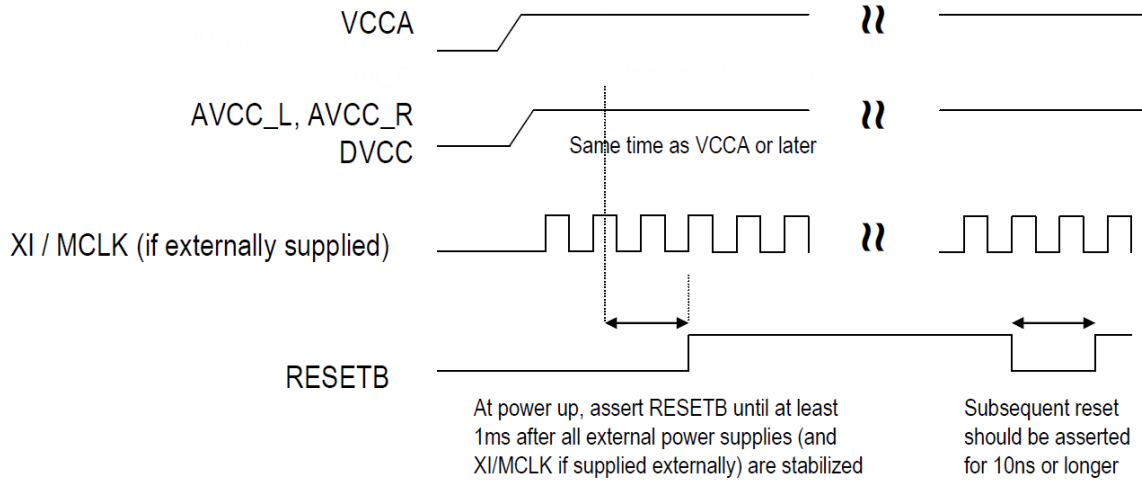 VCCA
AVCC_L, AVCC_R
DVCC
Same time as VCCA or later
XI / MCLK (if externally supplied)
RESETB
At power up, assert RESETB until at least
1ms after all external power supplies (and
XI/MCLK if supplied externally) are stabilized
Subsequent reset
should be asserted
for 10ns or longer